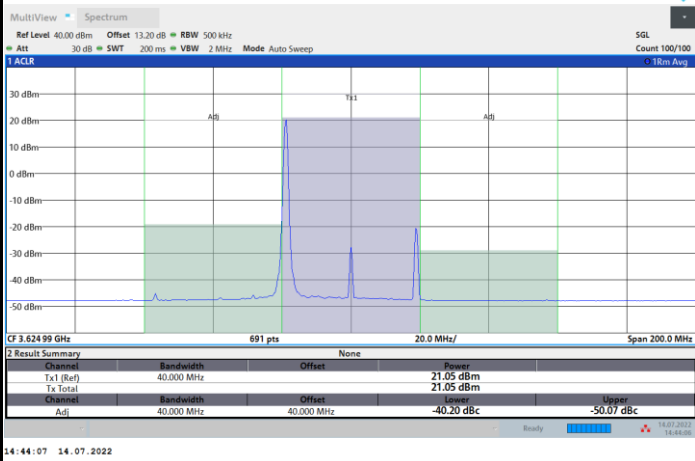 MultiView Spectrum
Ref Level 40.00 dBm Offset 13.20 dB RBW 500 kHz SGL
Att 30 dB SWT 200 ms VBW 2 MHz Mode Auto Sweep Count 100/100
1 ACLR 1Rm Avg
30 dBm
Tx1
20 dBm
Adj Adj
10 dBm
0 dBm
-10 dBm
-20 dBm
-30 dBm
-40 dBm
-50 dBm
CF 3.62499 GHz 691 pts 20.0 MHz/ Span 200.0 MHz
2 Result Summary None
Channel Bandwidth Offset Power
Tx1 (Ref) 40.000 MHz 21.05 dBm
Tx Total 21.05 dBm
Channel Bandwidth Offset Lower Upper
Adj 40.000 MHz 40.000 MHz -40.20 dBc -50.07 dBc
Ready 14.07.2022
14:44:06
14:44:07 14.07.2022